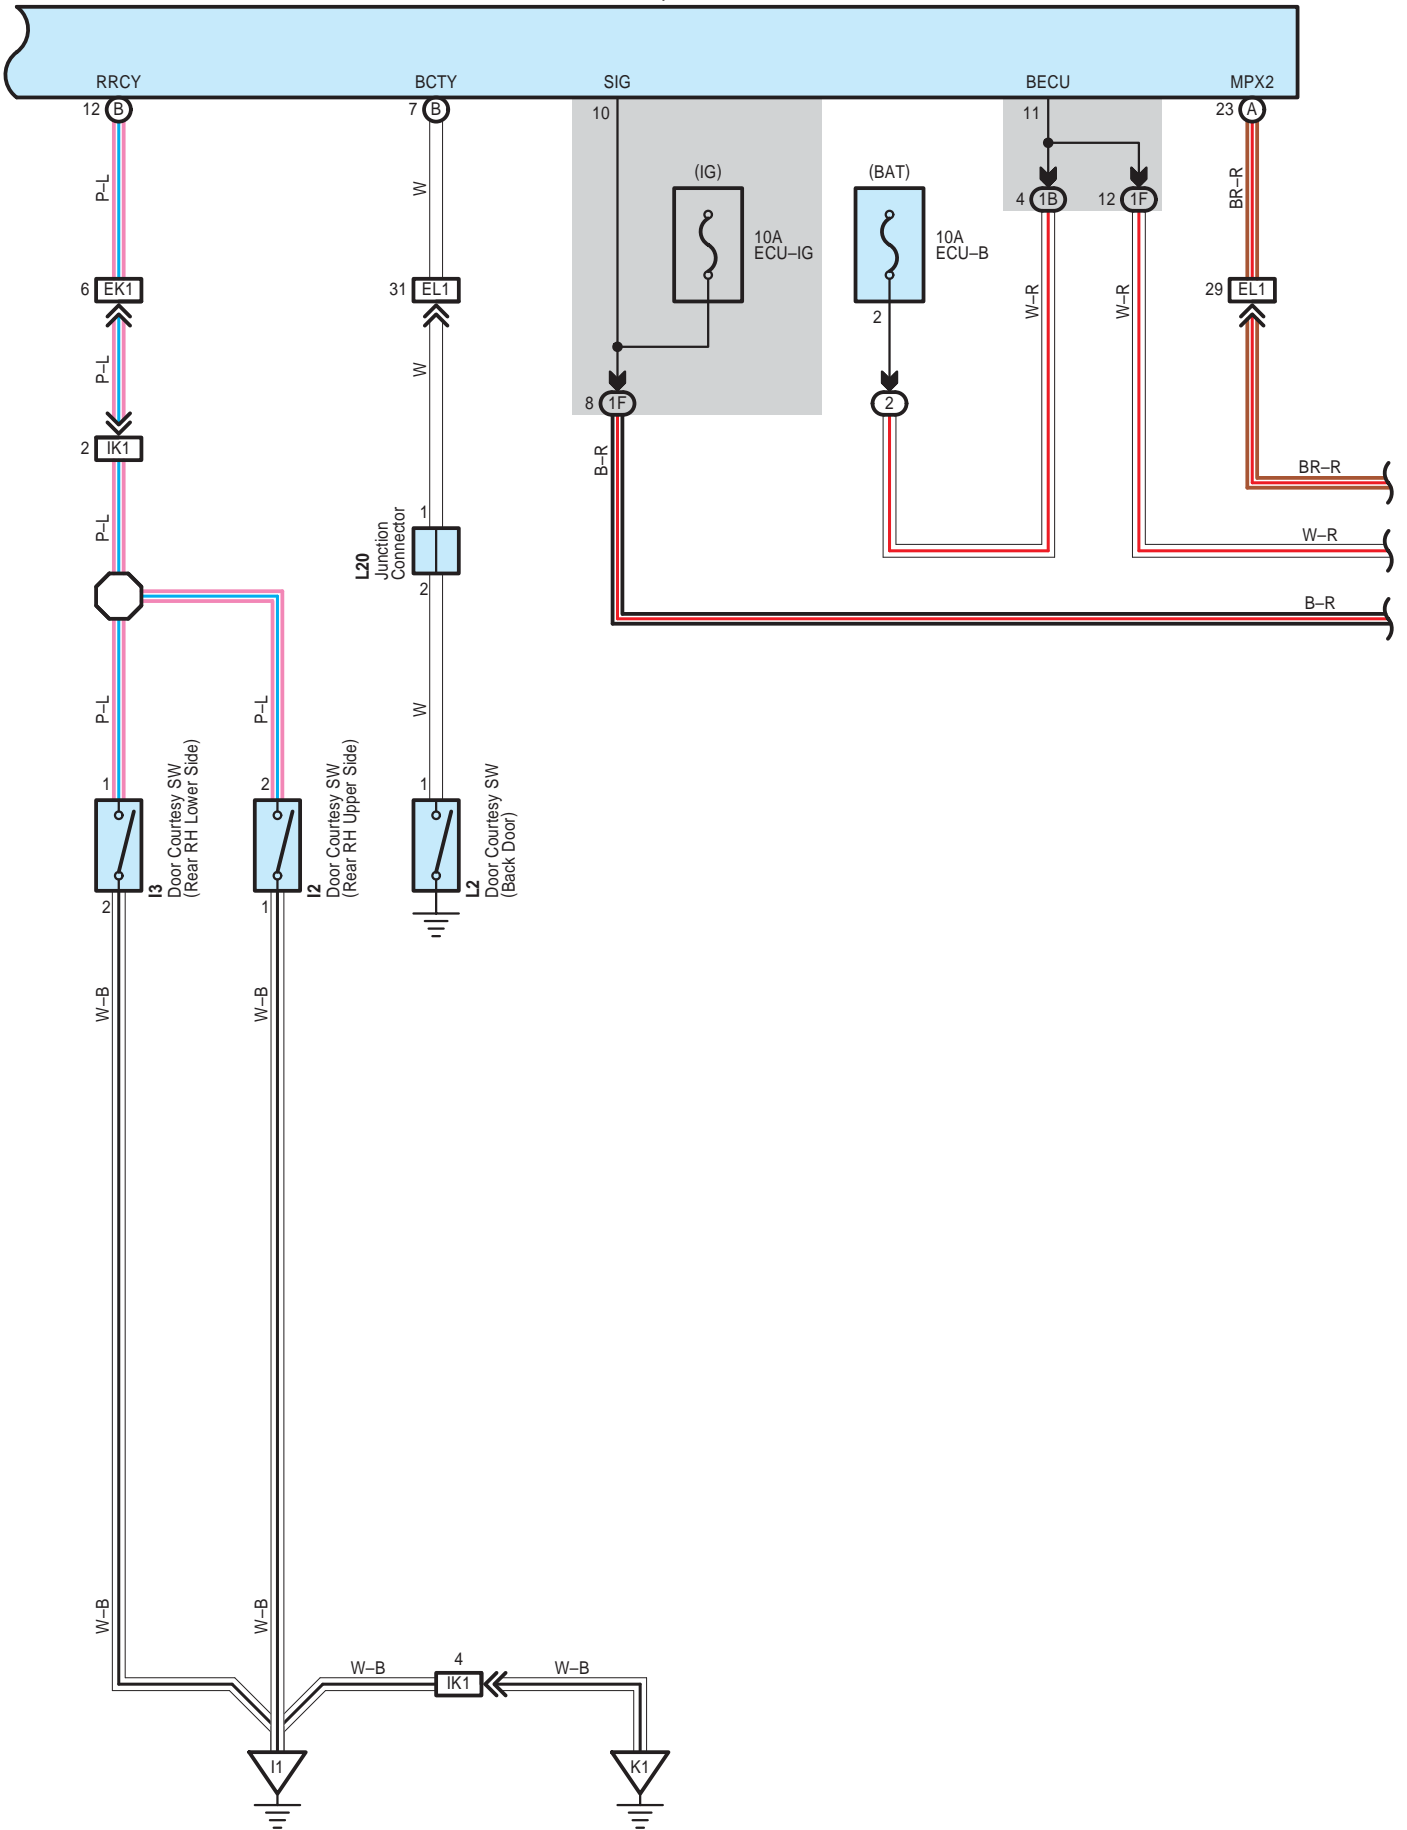 RRCY
BCTY
SIG
BECU
MPX2
12
B
7
B
10
11
23
A
P–L
W
(IG)
(BAT)
BR–R
4
1B
12
1F
10A
ECU–IG
10A
ECU–B
6
EK1
31
EL1
W–R
W–R
29
EL1
2
P–L
W
8
1F
2
2
IK1
B–R
BR–R
P–L
1
L20
Junction
Connector
2
W–R
B–R
P–L
P–L
W
1
I3
Door Courtesy SW
(Rear RH Lower Side)
2
2
I2
Door Courtesy SW
(Rear RH Upper Side)
1
1
L2
Door Courtesy SW
(Back Door)
W–B
W–B
W–B
W–B
W–B
4
IK1
W–B
I1
K1